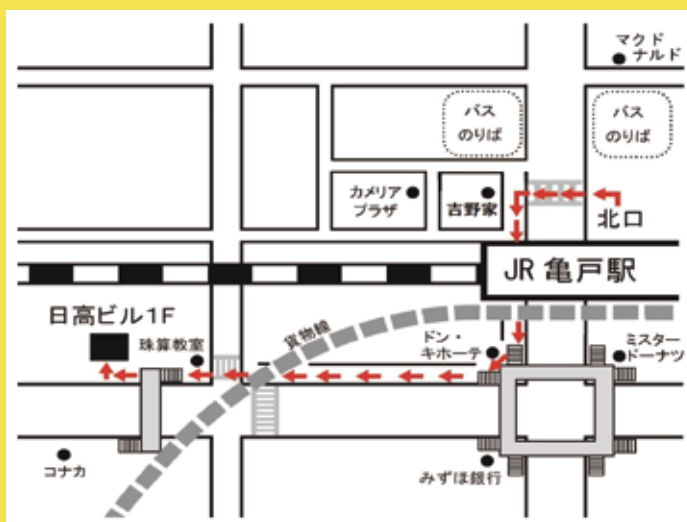 マクド
ナルド
バス
のりば
バス
のりば
カメリア
プラザ
吉野家
北口
JR 亀戸駅
日高ビル1F
珠算教室
貨物線
ドン・
キホーテ
ミスター
ドーナツ
コナカ
みずほ銀行